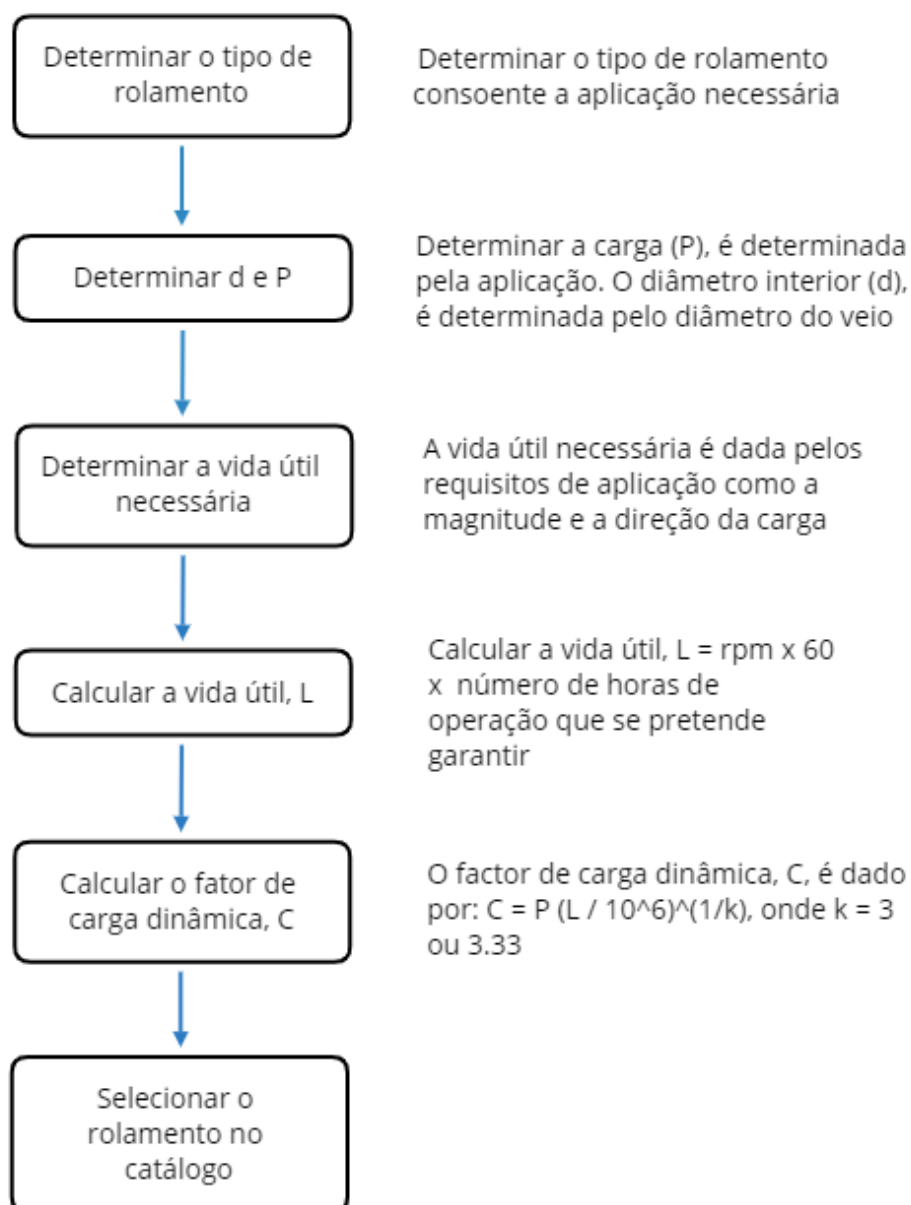 Determinar o tipo de
rolamento
Determinar o tipo de rolamento
consoente a aplicação necessária
Determinar d e P
Determinar a carga (P), é determinada
pela aplicação. O diâmetro interior (d),
é determinada pelo diâmetro do veio
Determinar a vida útil
necessária
A vida útil necessária é dada pelos
requisitos de aplicação como a
magnitude e a direção da carga
Calcular a vida útil, L
Calcular a vida útil, L = rpm x 60
x  número de horas de
operação que se pretende
garantir
Calcular o fator de
carga dinâmica, C
O factor de carga dinâmica, C, é dado
por: C = P (L / 10^6)^(1/k), onde k = 3
ou 3.33
Selecionar o
rolamento no
catálogo